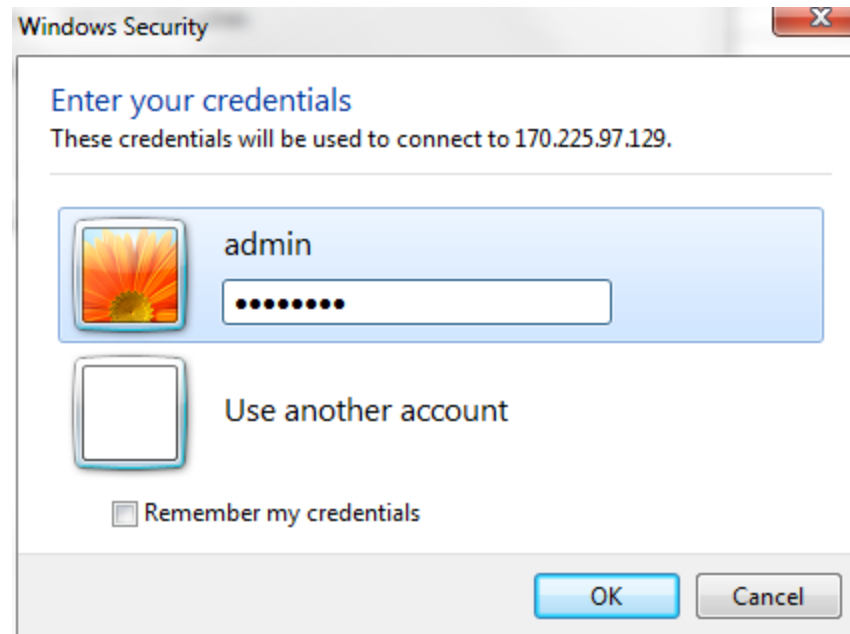 Windows Security
Enter your credentials
These credentials will be used to connect to 170.225.97.129.
admin
●●●●●●●●
Use another account
Remember my credentials
OK
Cancel